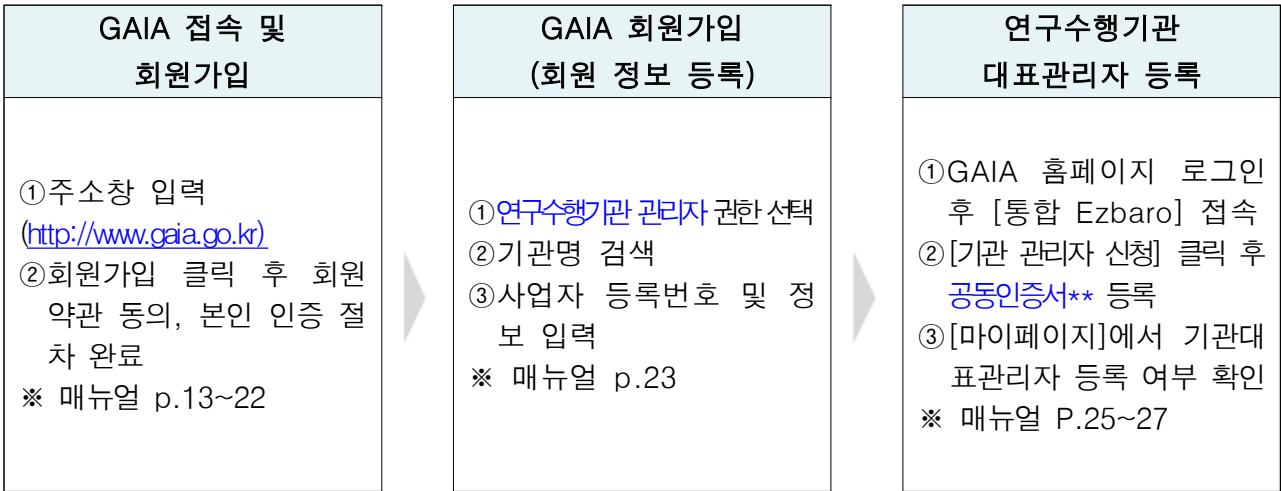 GAIA 접속 및
회원가입
①주소창 입력
(http://www.gaia.go.kr)
②회원가입 클릭 후 회원
약관 동의, 본인 인증 절
차 완료
※ 매뉴얼 p.13~22
GAIA 회원가입
(회원 정보 등록)
①연구수행기관 관리자 권한 선택
②기관명 검색
③사업자 등록번호 및 정
보 입력
※ 매뉴얼 p.23
연구수행기관
대표관리자 등록
①GAIA 홈페이지 로그인
후 [통합 Ezbaro] 접속
②[기관 관리자 신청] 클릭 후
공동인증서** 등록
③[마이페이지]에서 기관대
표관리자 등록 여부 확인
※ 매뉴얼 P.25~27